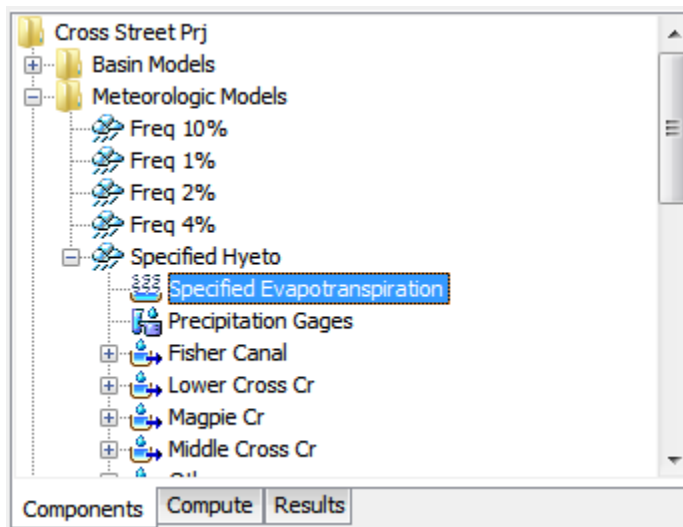 Cross Street Prj
Basin Models
Meteorologic Models
Freq 10%
Freq 1%
Freq 2%
Freq 4%
Specified Hyeto
Specified Evapotranspiration
Precipitation Gages
Fisher Canal
Lower Cross Cr
Magpie Cr
Middle Cross Cr
Components Compute Results